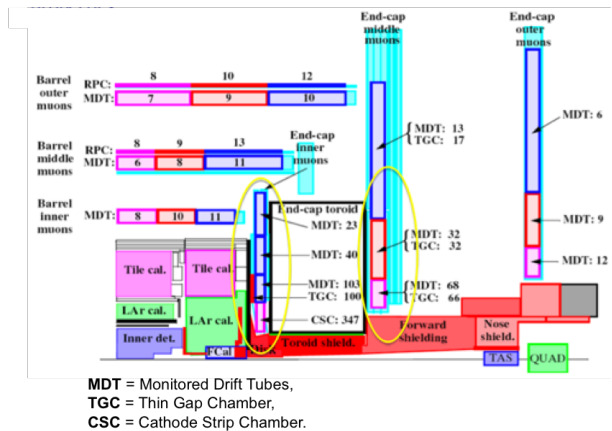 End-cap
middle
muons
End-cap
outer
muons
Barrel
outer
muons
8 10 12
RPC:
MDT: 7 9 10
Barrel
middle
muons
8 9 13
RPC:
MDT: 6 8 11
End-cap
inner
muons
Barrel
inner
muons
MDT: 8 10 11
MDT: 13
TGC: 17
MDT: 6
End-cap toroid
MDT: 23
MDT: 40
MDT: 103
TGC: 100
CSC: 347
MDT: 32
TGC: 32
MDT: 68
TGC: 66
MDT: 9
MDT: 12
Tile cal. Tile cal.
LAr cal.
LAr cal.
Inner det.
FCal
Disk
Toroid shield.
Forward
shielding
Nose
shield.
TAS
QUAD
MDT = Monitored Drift Tubes,
TGC = Thin Gap Chamber,
CSC = Cathode Strip Chamber.